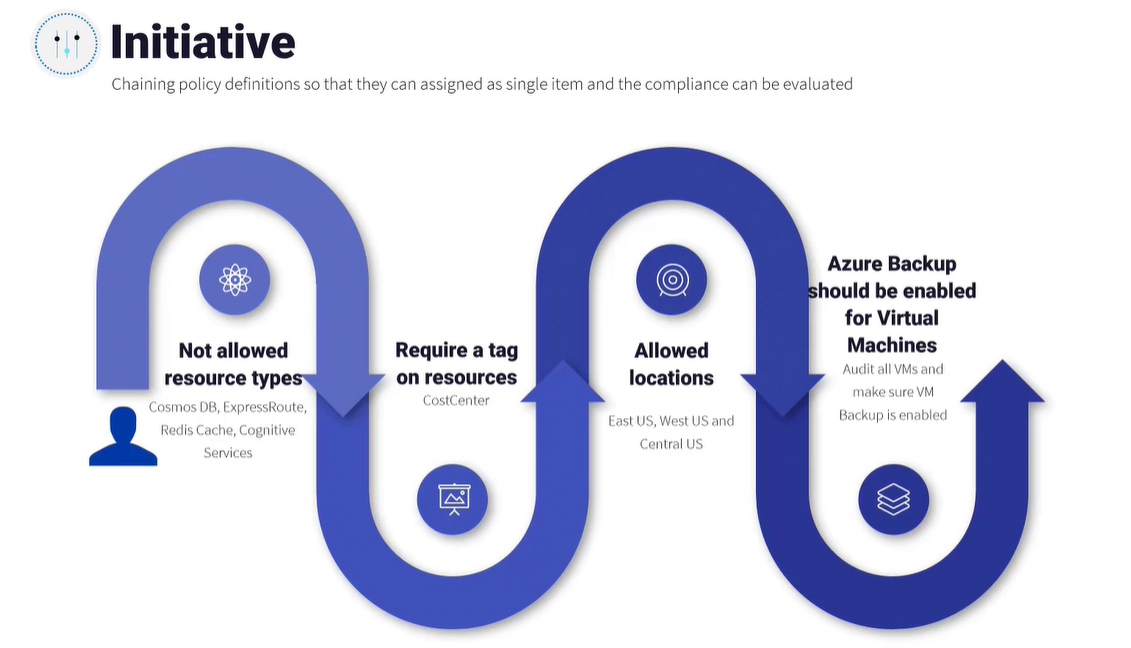 Initiative
Chaining policy definitions so that they can assigned as single item and the compliance can be evaluated
Not allowed
resource types
Cosmos DB, ExpressRoute,
Redis Cache, Cognitive
Services
Require a tag
on resources
CostCenter
Allowed
locations
East US, West US and
Central US
Azure Backup
should be enabled
for Virtual
Machines
Audit all VMs and
make sure VM
Backup is enabled